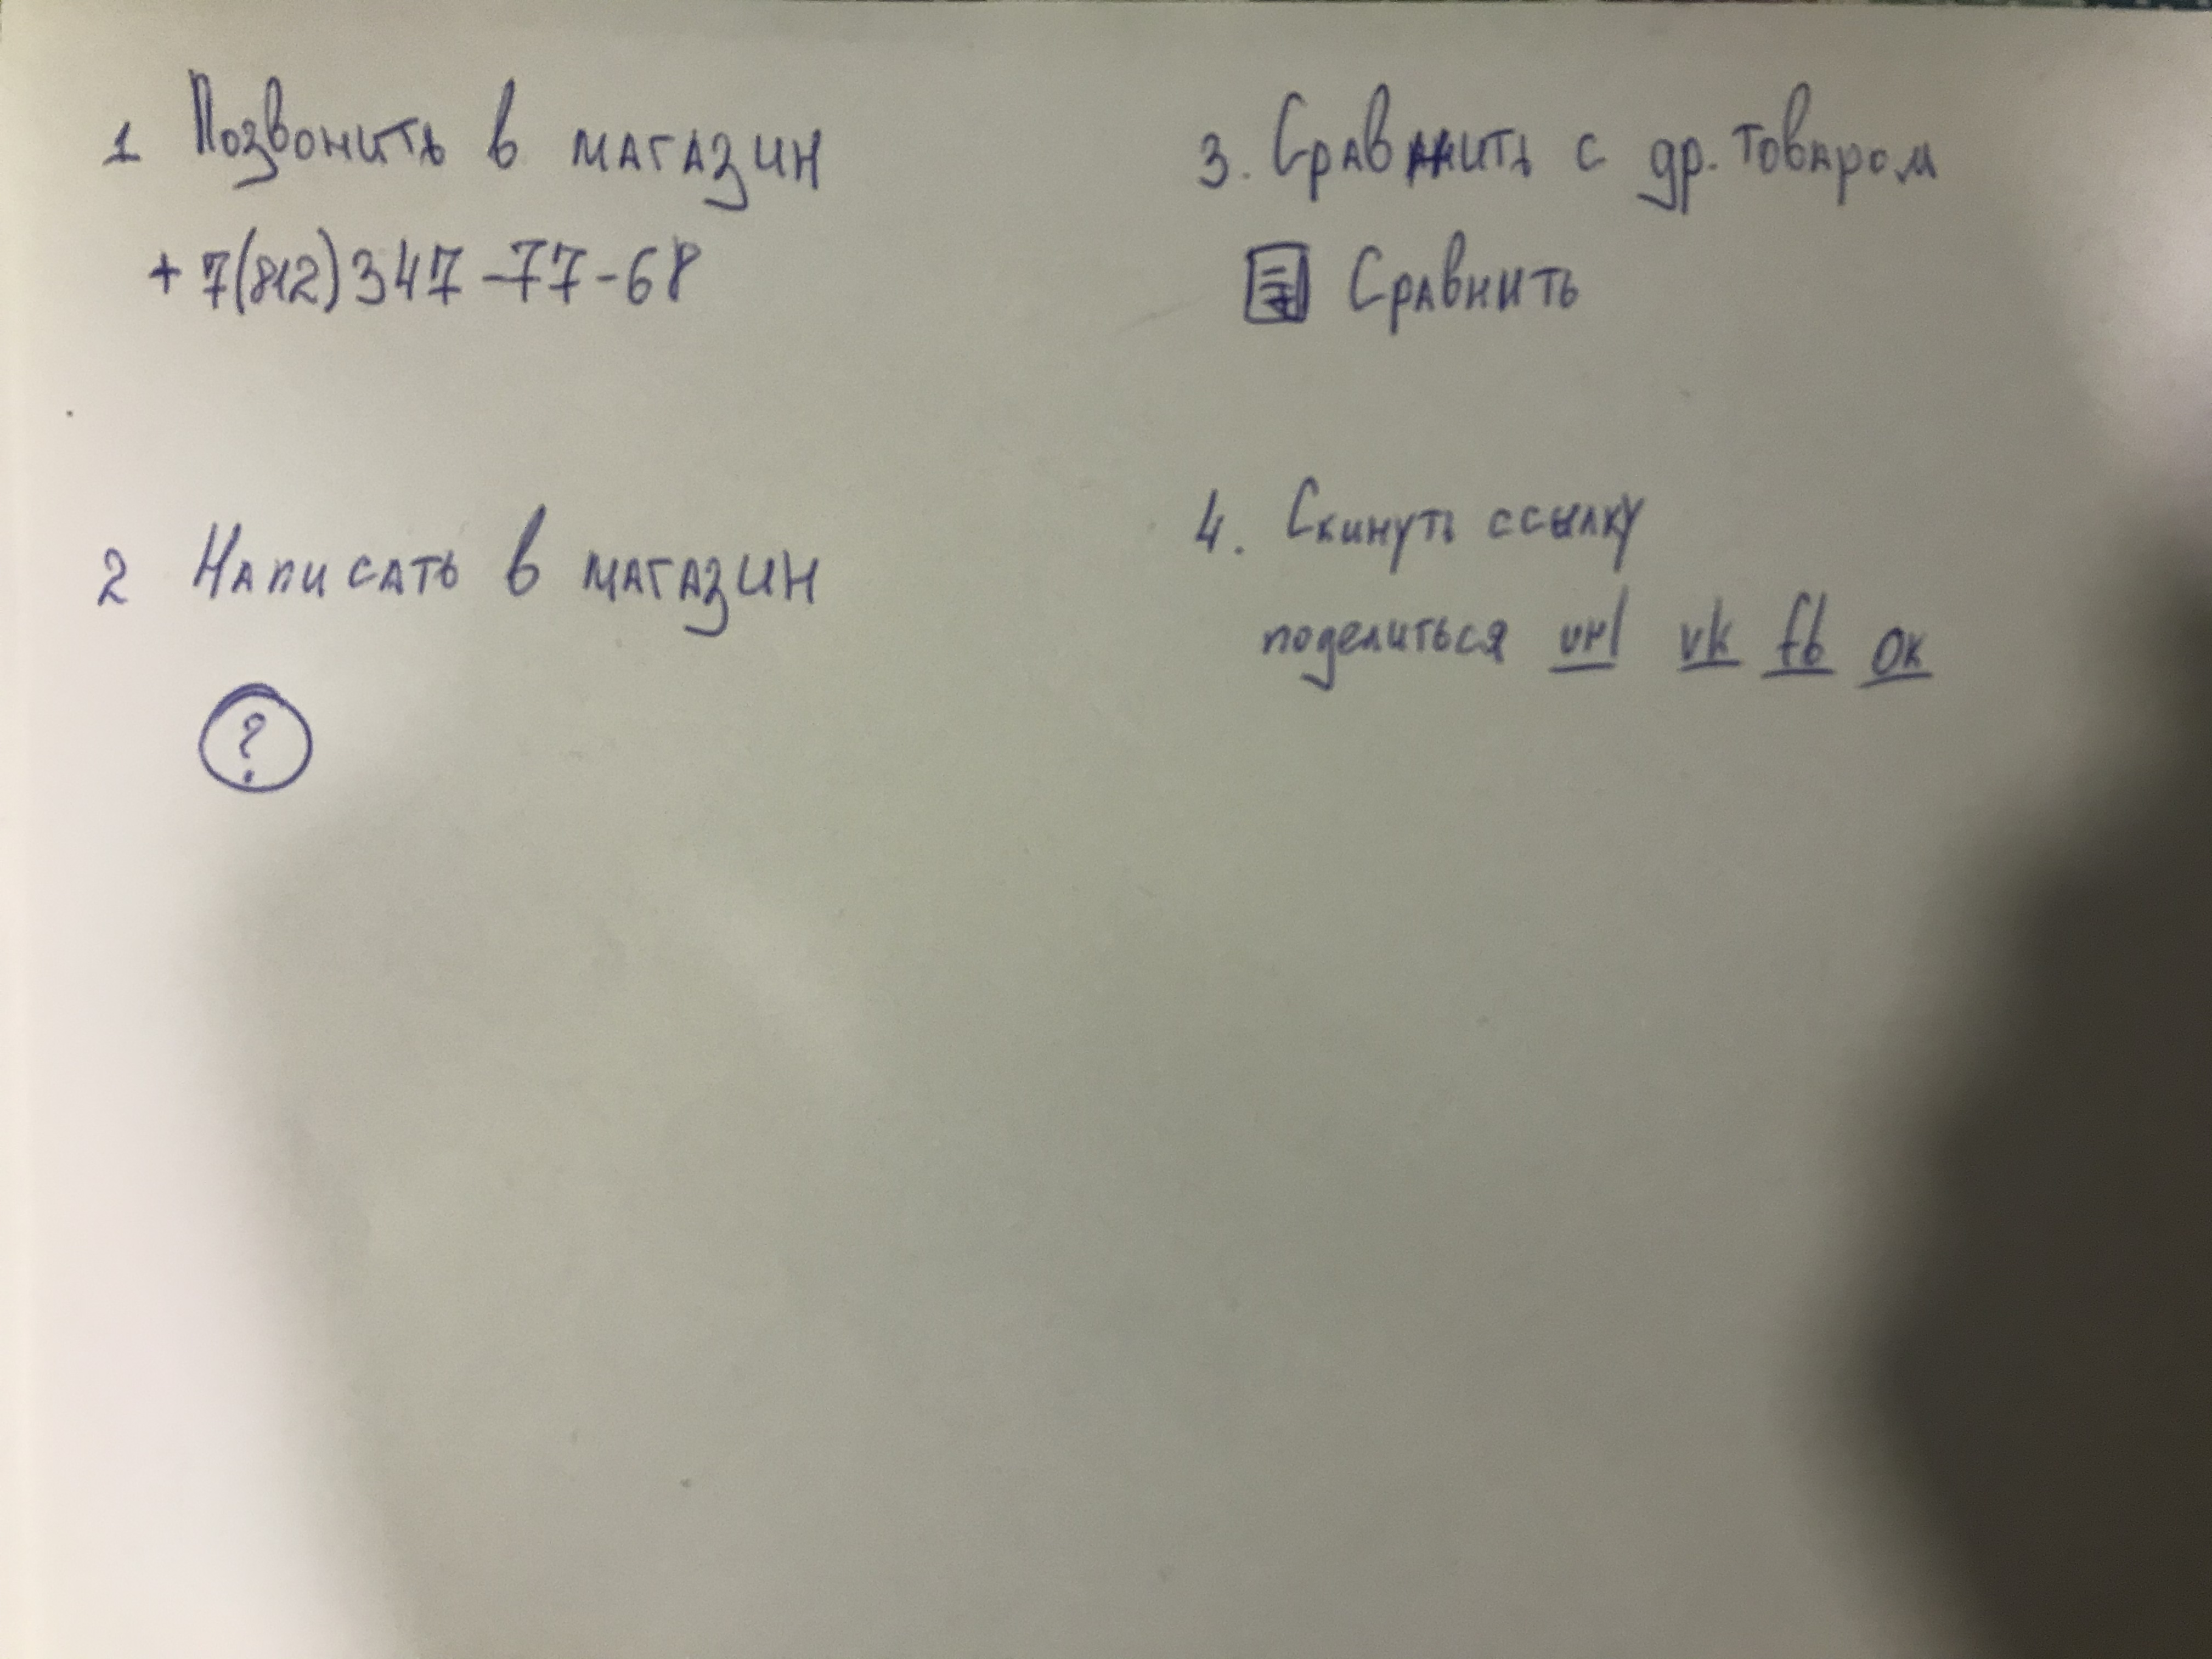 1 Позвонить в магазин
+7(812)347-77-68
2 Написать в магазин
?
3. Сравнить с др. товаром
Сравнить
4. Скинуть ссылку
поделиться url vk fb ок